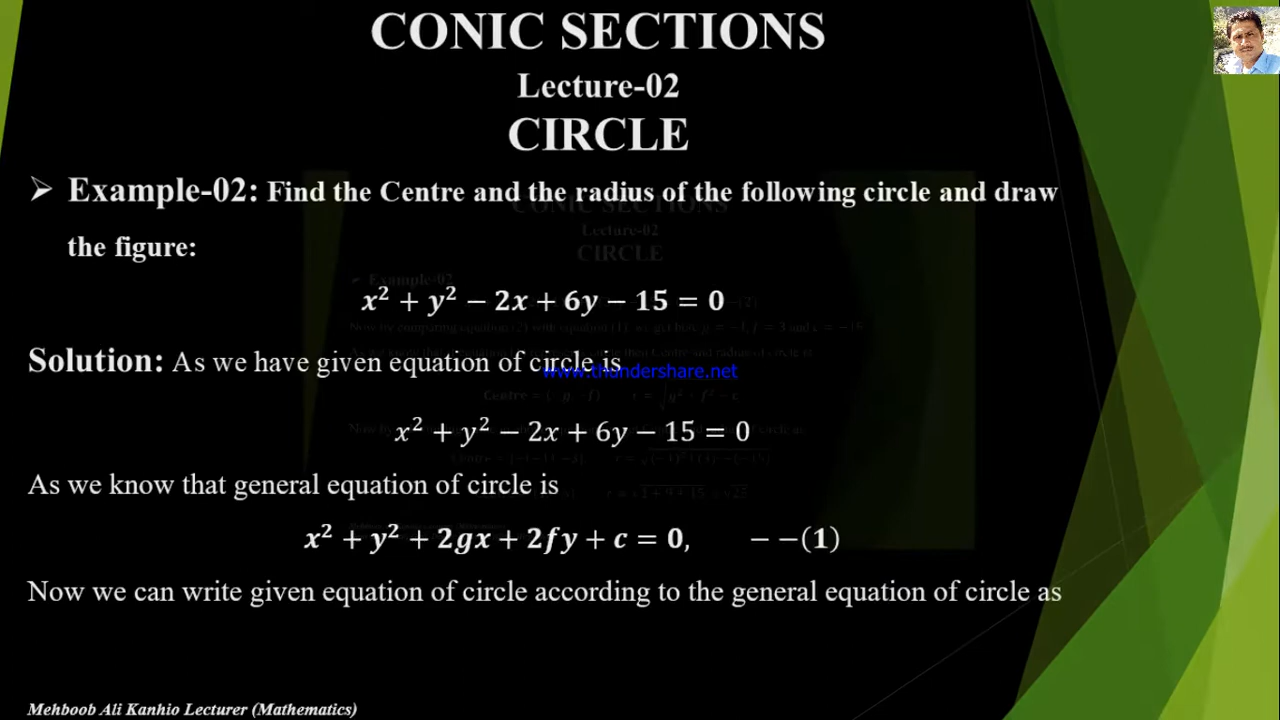 CONIC SECTIONS
Lecture-02
CIRCLE
➤ Example-02: Find the Centre and the radius of the following circle and draw
the figure:
x² + y² − 2x + 6y − 15 = 0
Solution: As we have given equation of circle is
www.thundershare.net
x² + y² − 2x + 6y − 15 = 0
As we know that general equation of circle is
x² + y² + 2gx + 2fy + c = 0, − −(1)
Now we can write given equation of circle according to the general equation of circle as
Mehboob Ali Kanhio Lecturer (Mathematics)